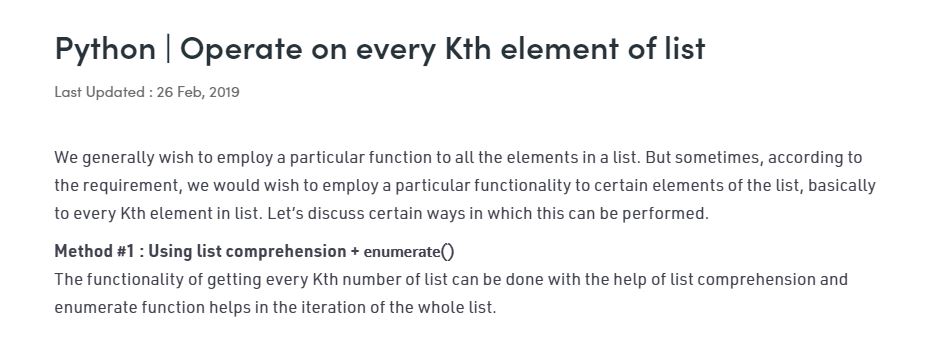 Python | Operate on every Kth element of list
Last Updated : 26 Feb, 2019
We generally wish to employ a particular function to all the elements in a list. But sometimes, according to
the requirement, we would wish to employ a particular functionality to certain elements of the list, basically
to every Kth element in list. Let’s discuss certain ways in which this can be performed.
Method #1 : Using list comprehension + enumerate()
The functionality of getting every Kth number of list can be done with the help of list comprehension and
enumerate function helps in the iteration of the whole list.